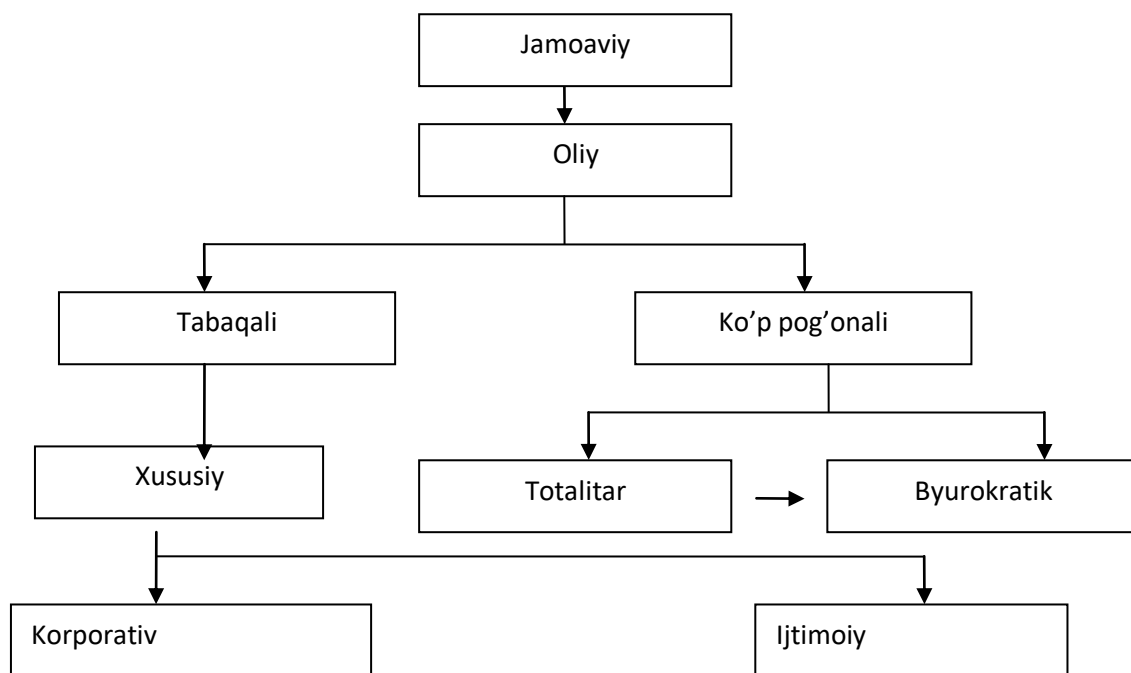 Jamoaviy
Oliy
Tabaqali
Ko’p pog’onali
Xususiy
Totalitar
Byurokratik
Korporativ
Ijtimoiy